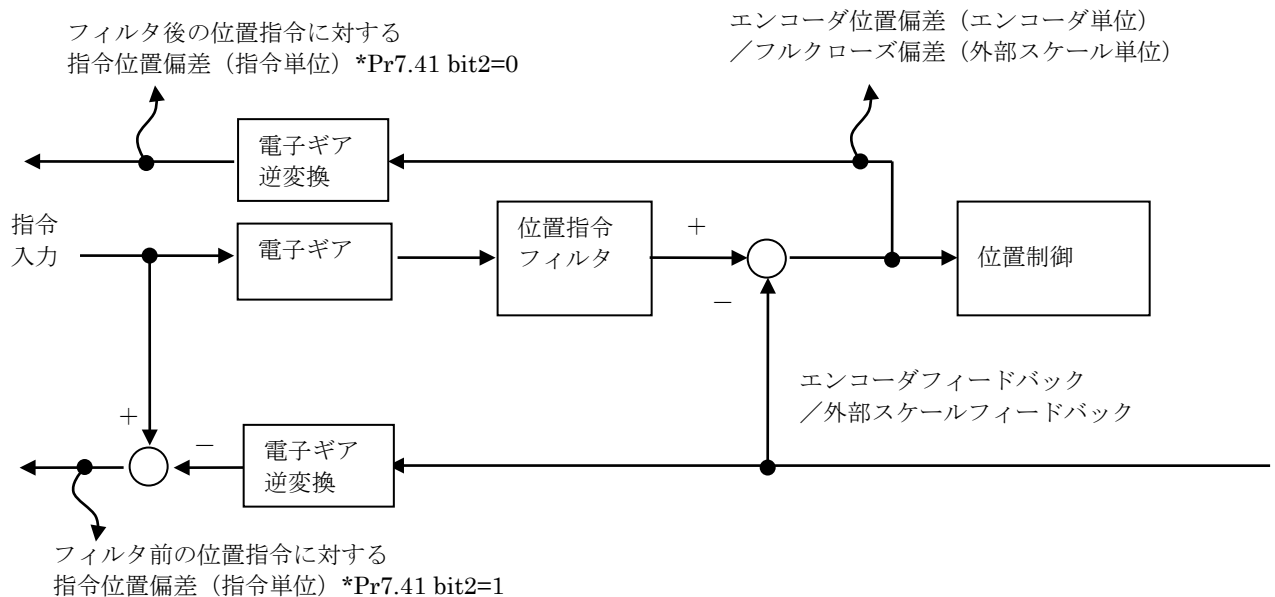 フィルタ後の位置指令に対する
指令位置偏差（指令単位）*Pr7.41 bit2=0
エンコーダ位置偏差（エンコーダ単位）
／フルクローズ偏差（外部スケール単位）
電子ギア
逆変換
指令
入力
電子ギア
位置指令
フィルタ
＋
－
位置制御
エンコーダフィードバック
／外部スケールフィードバック
＋
－
電子ギア
逆変換
フィルタ前の位置指令に対する
指令位置偏差（指令単位）*Pr7.41 bit2=1